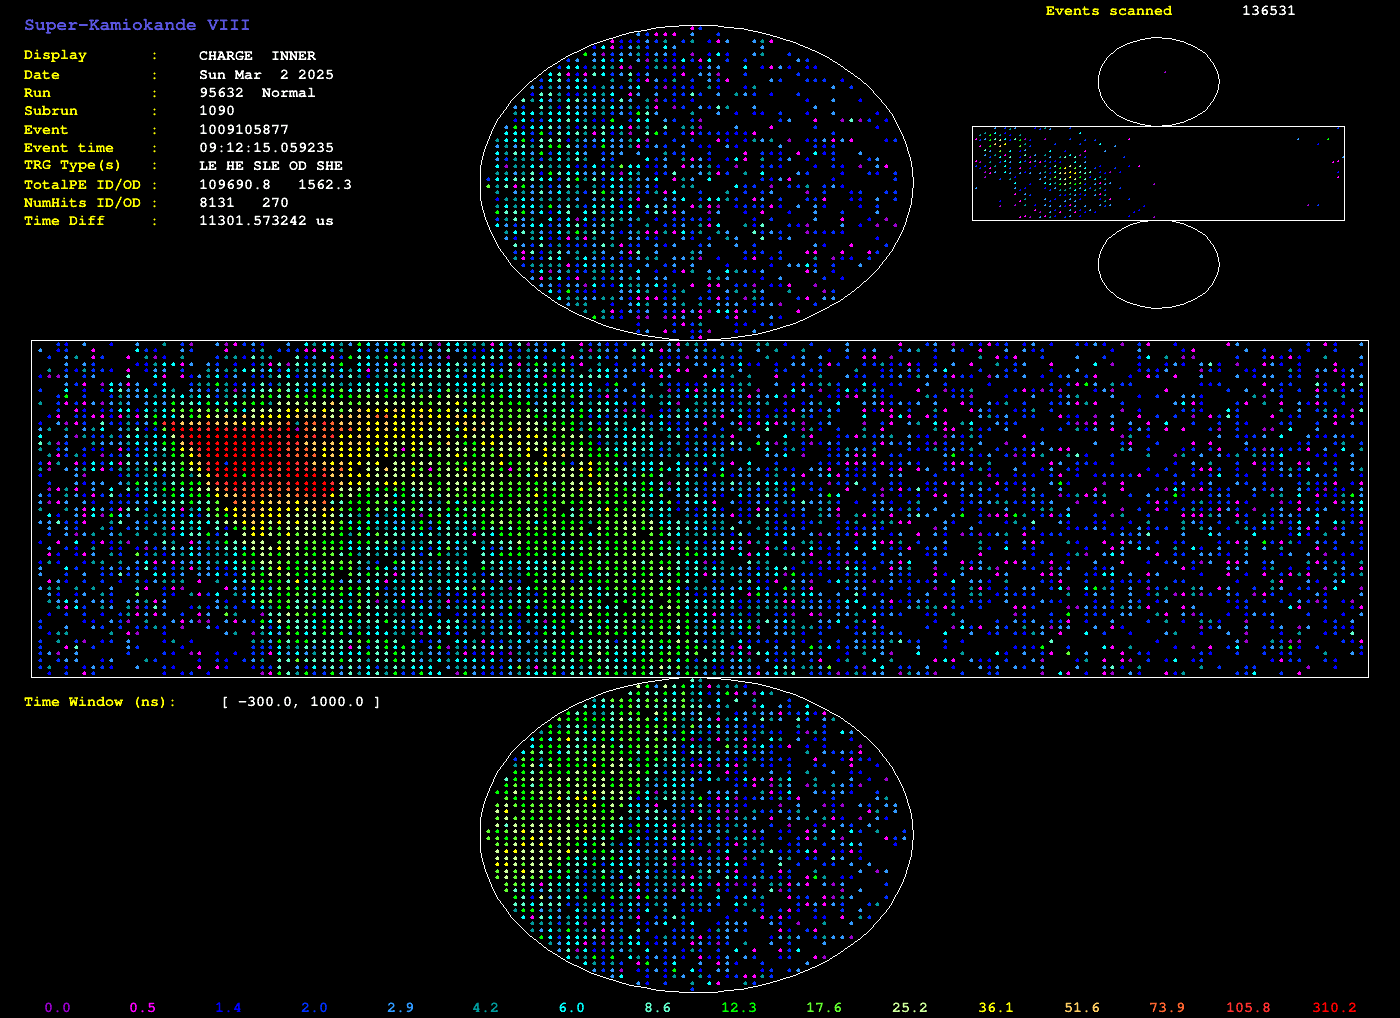 Super-Kamiokande VIII
Display : CHARGE INNER
Date : Sun Mar 2 2025
Run : 95632 Normal
Subrun : 1090
Event : 1009105877
Event time : 09:12:15.059235
TRG Type(s) : LE HE SLE OD SHE
TotalPE ID/OD : 109690.8 1562.3
NumHits ID/OD : 8131 270
Time Diff : 11301.573242 us
Events scanned 136531
Time Window (ns): [ -300.0, 1000.0 ]
0.0 0.5 1.4 2.0 2.9 4.2 6.0 8.6 12.3 17.6 25.2 36.1 51.6 73.9 105.8 310.2